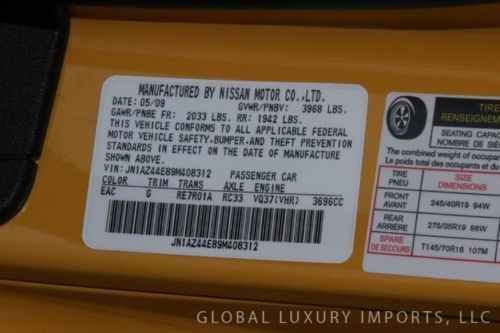 MANUFACTURED BY NISSAN MOTOR CO.,LTD.
DATE: 05/09 GVWR/PNBV: 3968 LBS.
GAWR/PNBE FR: 2033 LBS. RR: 1942 LBS.
THIS VEHICLE CONFORMS TO ALL APPLICABLE FEDERAL
MOTOR VEHICLE SAFETY,BUMPER,AND THEFT PREVENTION
STANDARDS IN EFFECT ON THE DATE OF MANUFACTURE
SHOWN ABOVE.
VIN: JN1AZ44E89M408312 PASSENGER CAR
COLOR TRIM TRANS AXLE ENGINE
EAC G RE7R01A RC33 VQ37(VHR) 3696CC
JN1AZ44E89M408312
TIRE
RENSEIGNEME
SEATING CAPA
NOMBRE DE
The combined weight of occupa
Le poids total des occupants
TIRE SIZE
PNEU DIMENSIONS
FRONT
AVANT 245/40R19 94W
REAR
ARRIÈRE 275/35R19 96W
SPARE
DE SECOURS T145/70R18 107M
GLOBAL LUXURY IMPORTS, LLC